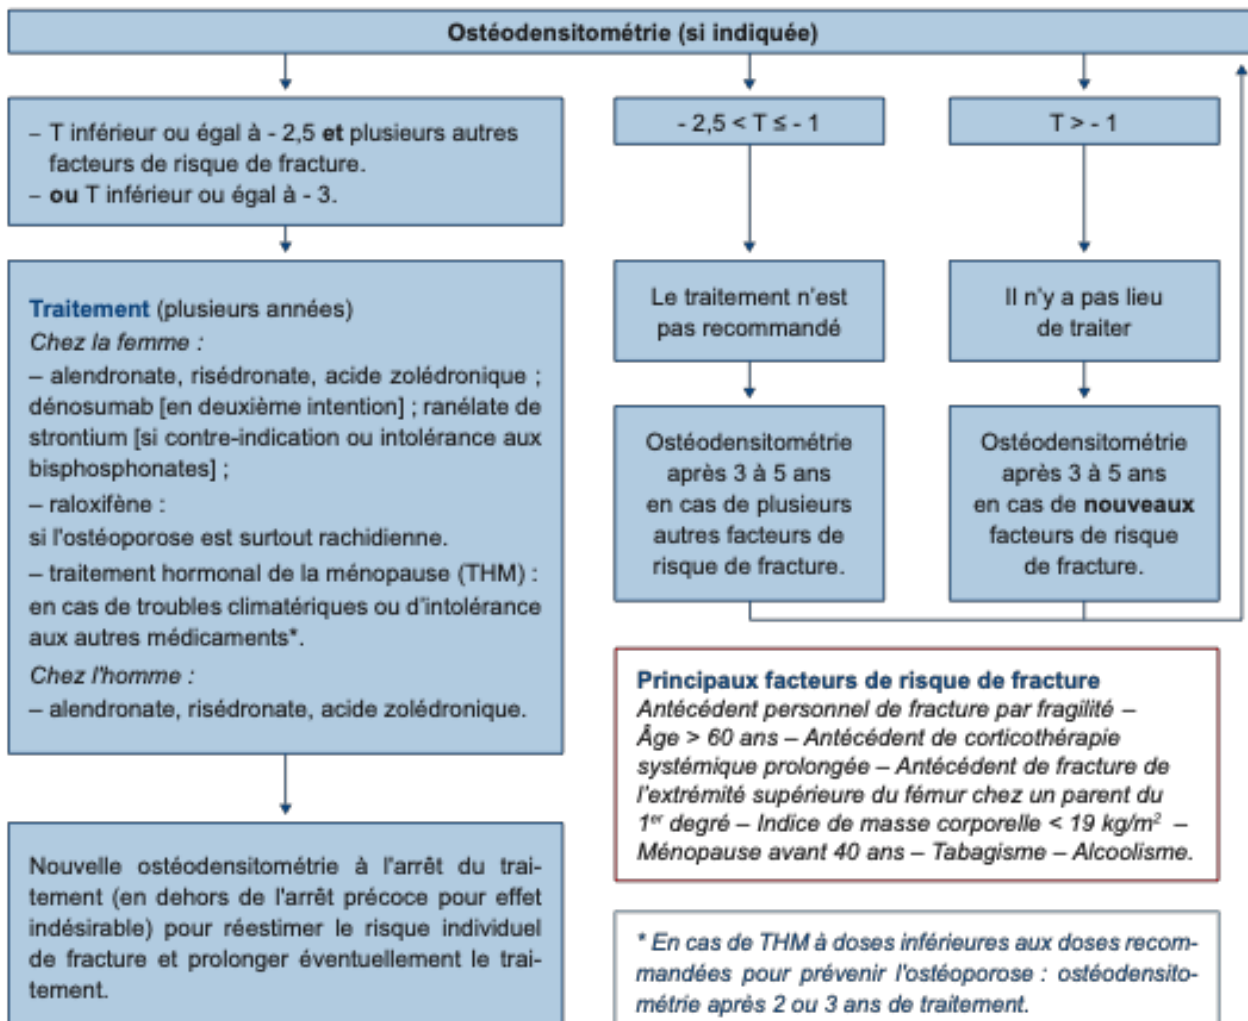 Ostéodensitométrie (si indiquée)
– T inférieur ou égal à - 2,5 et plusieurs autres
facteurs de risque de fracture.
– ou T inférieur ou égal à - 3.
- 2,5 < T ≤ - 1
T > - 1
Traitement (plusieurs années)
Chez la femme :
– alendronate, risédronate, acide zolédronique ;
dénosumab [en deuxième intention] ; ranélate de
strontium [si contre-indication ou intolérance aux
bisphosphonates] ;
– raloxifène :
si l'ostéoporose est surtout rachidienne.
– traitement hormonal de la ménopause (THM) :
en cas de troubles climatériques ou d'intolérance
aux autres médicaments*.
Chez l'homme :
– alendronate, risédronate, acide zolédronique.
Nouvelle ostéodensitométrie à l'arrêt du trai-
tement (en dehors de l'arrêt précoce pour effet
indésirable) pour réestimer le risque individuel
de fracture et prolonger éventuellement le trai-
tement.
Le traitement n'est
pas recommandé
Ostéodensitométrie
après 3 à 5 ans
en cas de plusieurs
autres facteurs de
risque de fracture.
Il n'y a pas lieu
de traiter
Ostéodensitométrie
après 3 à 5 ans
en cas de nouveaux
facteurs de risque
de fracture.
Principaux facteurs de risque de fracture
Antécédent personnel de fracture par fragilité –
Âge > 60 ans – Antécédent de corticothérapie
systémique prolongée – Antécédent de fracture de
l'extrémité supérieure du fémur chez un parent du
1er degré – Indice de masse corporelle < 19 kg/m² –
Ménopause avant 40 ans – Tabagisme – Alcoolisme.
* En cas de THM à doses inférieures aux doses recom-
mandées pour prévenir l'ostéoporose : ostéodensito-
métrie après 2 ou 3 ans de traitement.